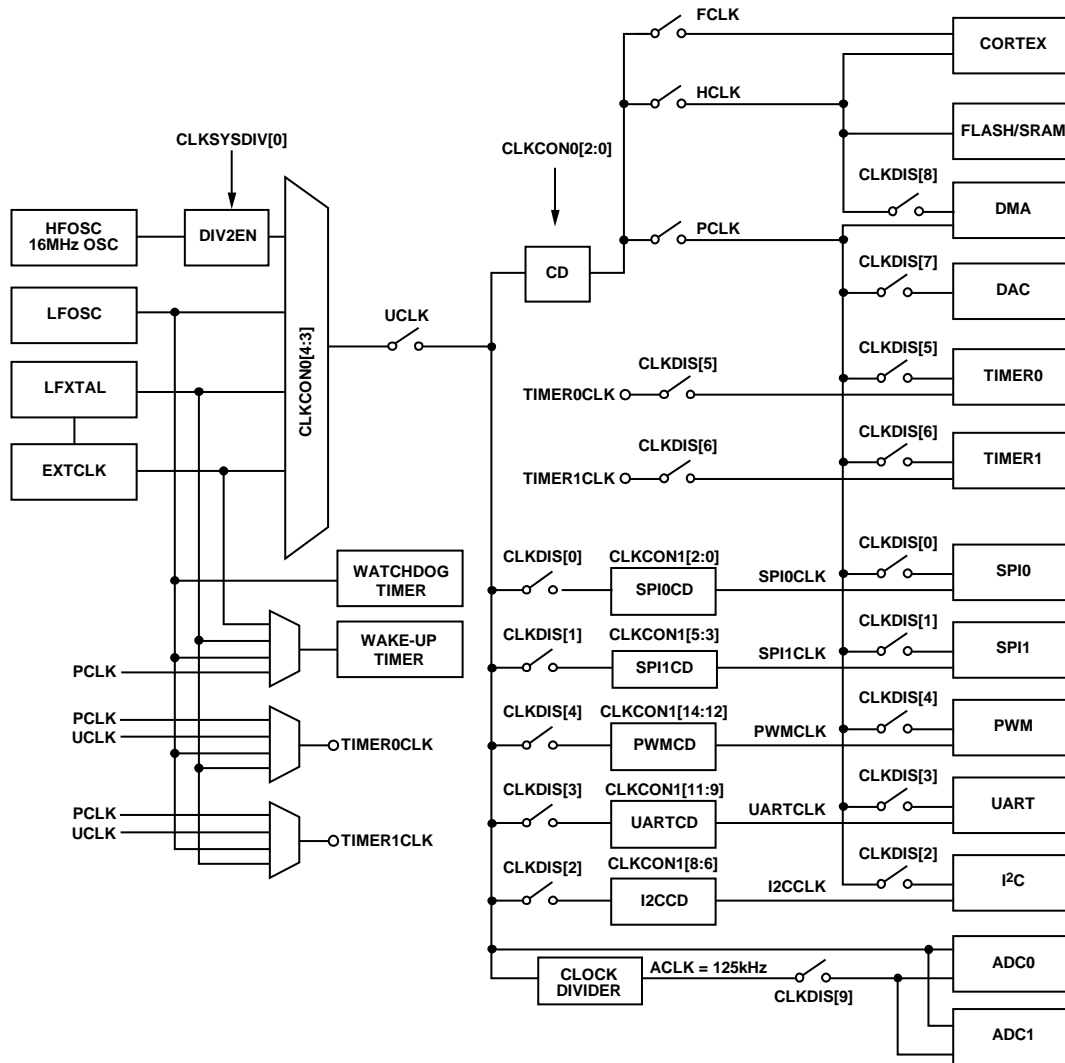 FCLK
CORTEX
HCLK
FLASH/SRAM
CLKSYSDIV[0]
CLKCON0[2:0]
CLKDIS[8]
HFOSC
16MHz OSC
DIV2EN
DMA
PCLK
CD
CLKDIS[7]
DAC
LFOSC
UCLK
CLKCON0[4:3]
CLKDIS[5]
CLKDIS[5]
TIMER0
LFXTAL
TIMER0CLK
EXTCLK
CLKDIS[6]
CLKDIS[6]
TIMER1
TIMER1CLK
WATCHDOG
TIMER
CLKDIS[0]
CLKCON1[2:0]
SPI0CD
SPI0CLK
CLKDIS[0]
SPI0
WAKE-UP
TIMER
PCLK
CLKDIS[1]
CLKCON1[5:3]
SPI1CD
SPI1CLK
CLKDIS[1]
SPI1
PCLK
UCLK
TIMER0CLK
CLKDIS[4]
CLKCON1[14:12]
PWMCD
PWMCLK
CLKDIS[4]
PWM
PCLK
UCLK
TIMER1CLK
CLKDIS[3]
CLKCON1[11:9]
UARTCD
UARTCLK
CLKDIS[3]
UART
CLKDIS[2]
CLKCON1[8:6]
I2CCD
I2CCLK
CLKDIS[2]
I²C
CLOCK
DIVIDER
ACLK = 125kHz
CLKDIS[9]
ADC0
ADC1